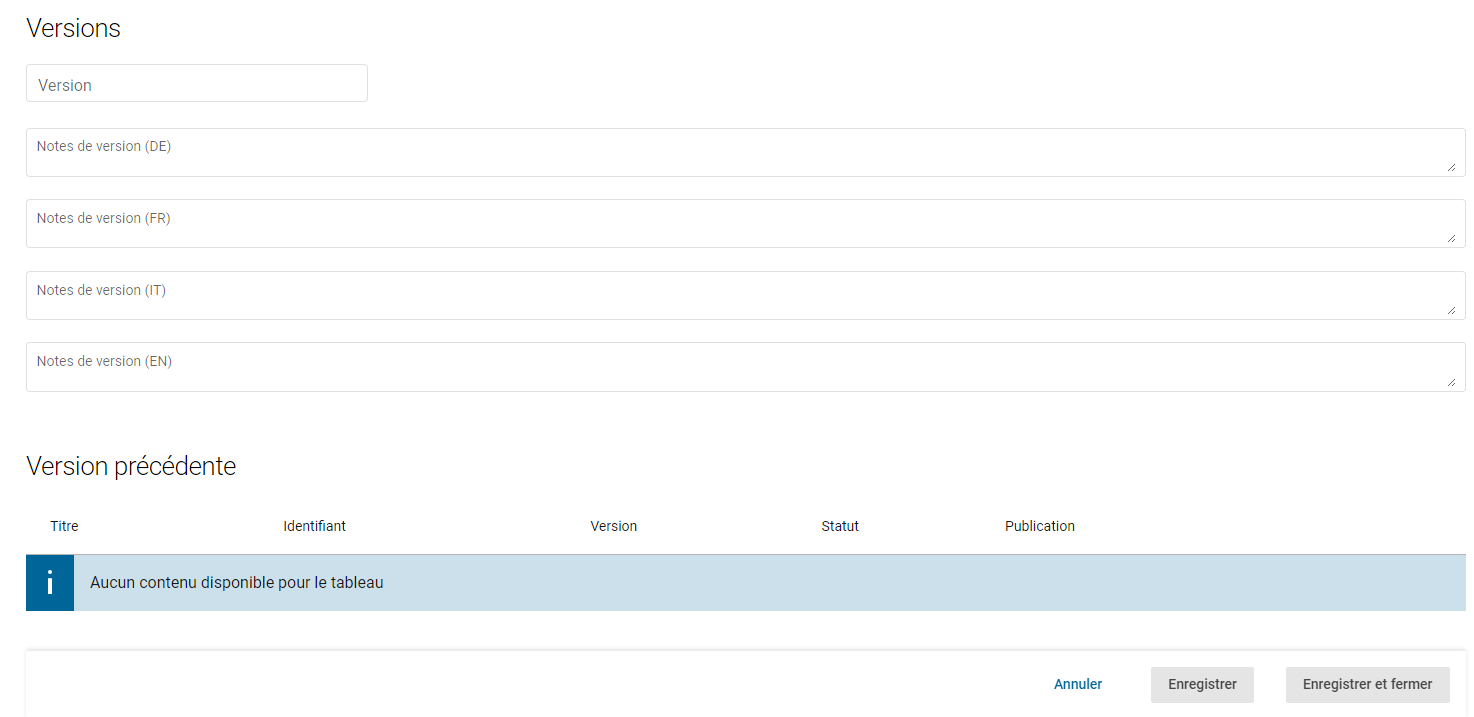 Versions
Version
Notes de version (DE)
Notes de version (FR)
Notes de version (IT)
Notes de version (EN)
Version précédente
Titre Identifiant Version Statut Publication
i Aucun contenu disponible pour le tableau
Annuler Enregistrer Enregistrer et fermer